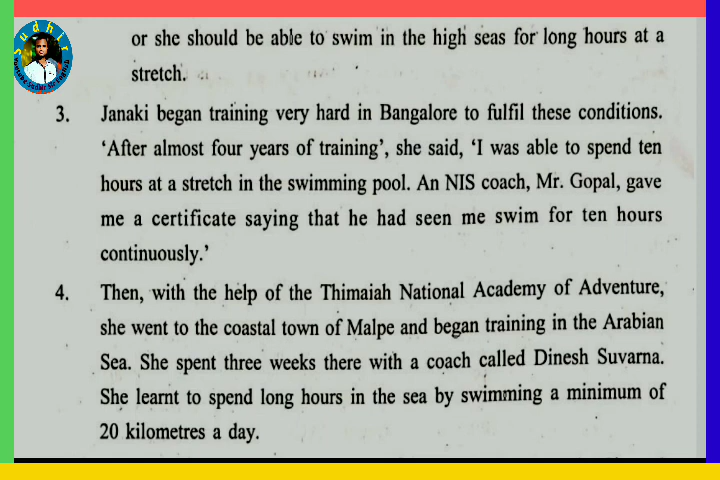 Sudhir
or she should be able to swim in the high seas for long hours at a
stretch.
3. Janaki began training very hard in Bangalore to fulfil these conditions.
‘After almost four years of training’, she said, ‘I was able to spend ten
hours at a stretch in the swimming pool. An NIS coach, Mr. Gopal, gave
me a certificate saying that he had seen me swim for ten hours
continuously.’
4. Then, with the help of the Thimaiah National Academy of Adventure,
she went to the coastal town of Malpe and began training in the Arabian
Sea. She spent three weeks there with a coach called Dinesh Suvarna.
She learnt to spend long hours in the sea by swimming a minimum of
20 kilometres a day.